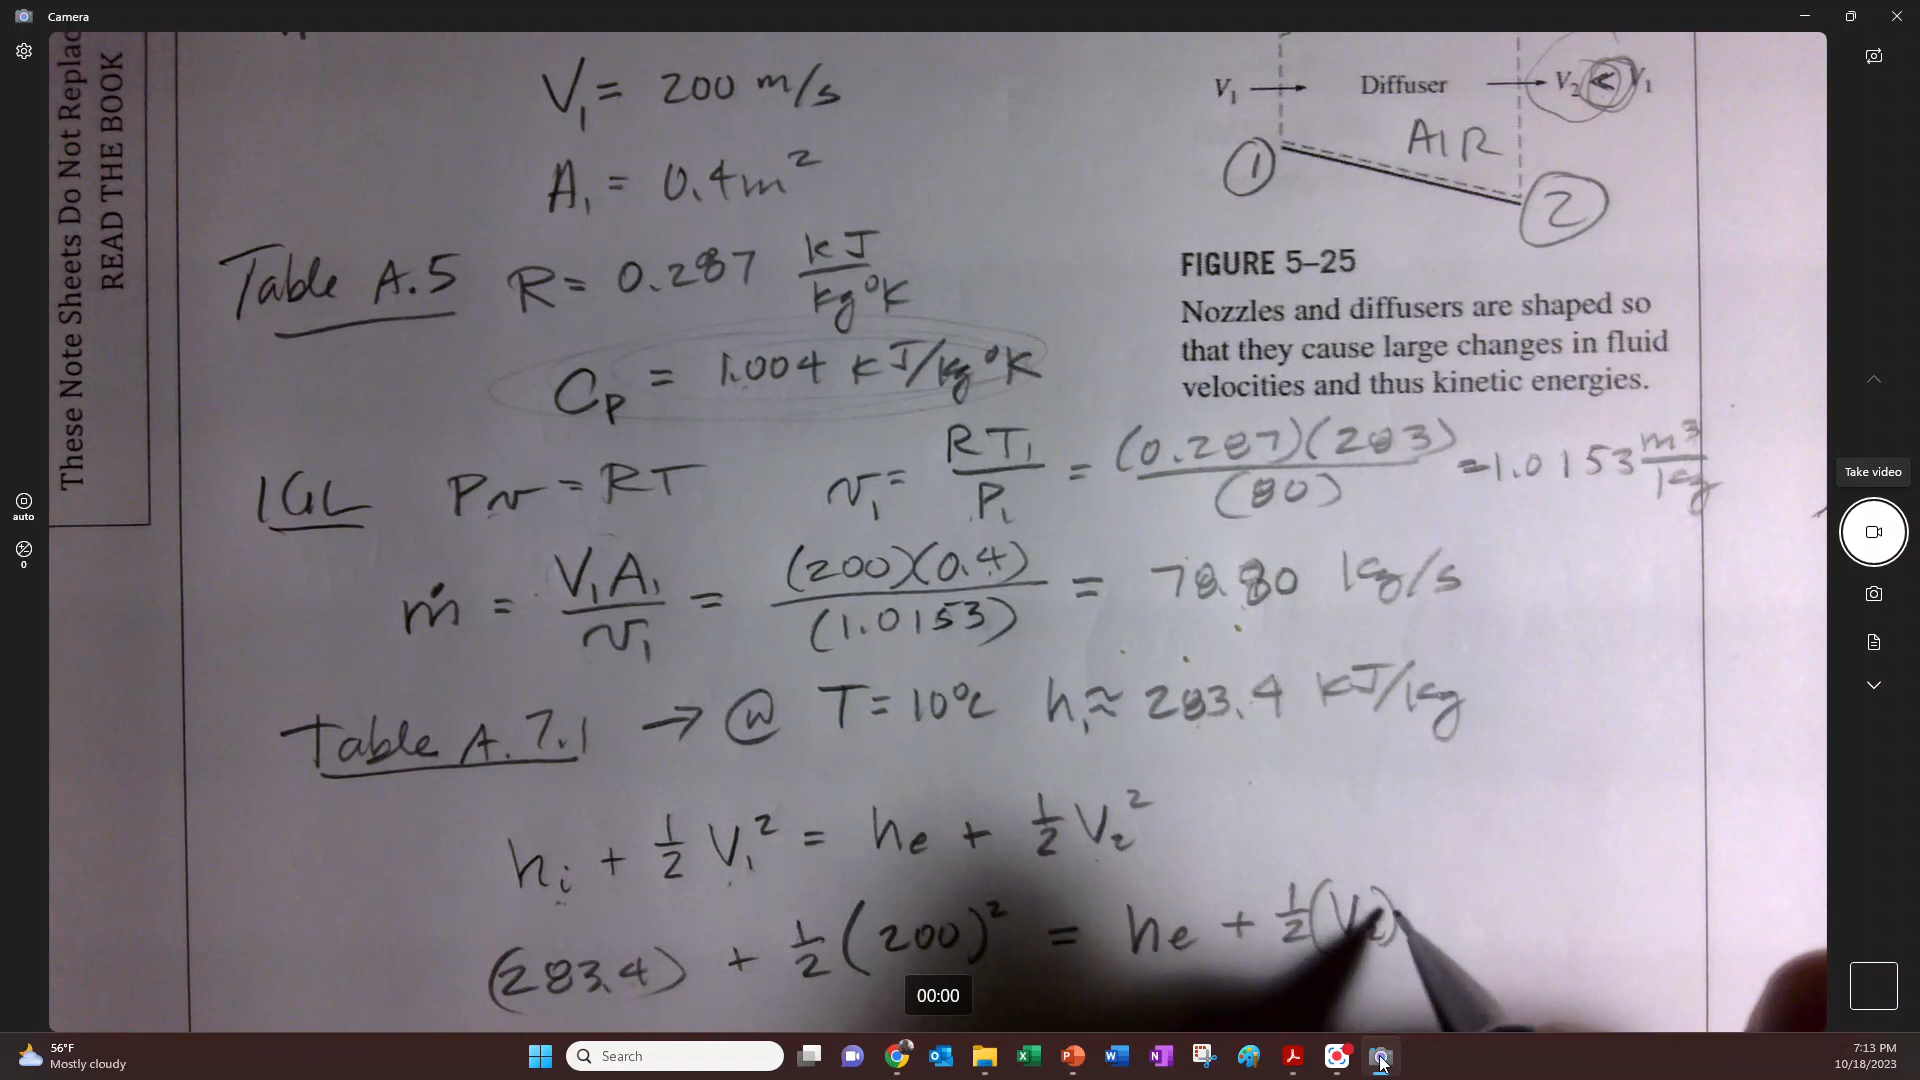 Camera
These Note Sheets Do Not Replac
READ THE BOOK
V₁ = 200 m/s
A₁ = 0.4m²
V₁ → Diffuser → V₂ ≪ V₁
AIR
① ②
FIGURE 5–25
Nozzles and diffusers are shaped so
that they cause large changes in fluid
velocities and thus kinetic energies.
Table A.5 R = 0.287 kJ/kg°K
Cp = 1.004 kJ/kg°K
IGL Pv = RT v₁ = RT₁/P₁ = (0.287)(283)/(80) = 1.0153 m³/kg
ṁ = V₁A₁/v₁ = (200)(0.4)/(1.0153) = 78.80 kg/s
Table A.7.1 → @ T = 10°C h₁ ≈ 283.4 kJ/kg
hi + ½ V₁² = he + ½ V₂²
(283.4) + ½ (200)² = he + ½(V₂)
auto
0
Take video
00:00
56°F
Mostly cloudy
Search
7:13 PM
10/18/2023